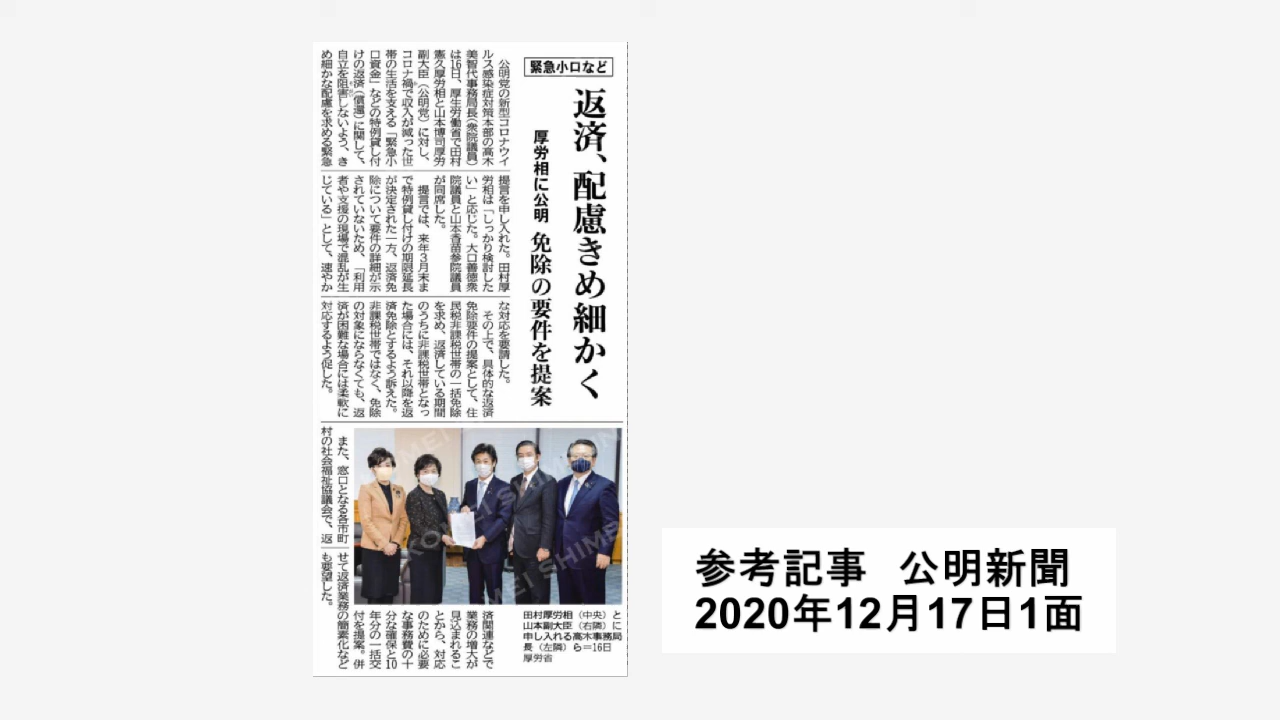 緊急小口など
返済、配慮きめ細かく
厚労相に公明 免除の要件を提案
公明党の新型コロナウイ
ルス感染症対策本部の高木
美智代事務局長(衆院議員)
は16日、厚生労働省で田村
憲久厚労相と山本博司厚労
副大臣(公明党)に対し、
コロナ禍で収入が減った世
帯の生活を支える「緊急小
口資金」などの特例貸し付
けの返済(償還)に関して、
自立を阻害しないよう、き
め細かな配慮を求める緊急
提言を申し入れた。田村厚
労相は「しっかり検討した
い」と応じた。大口善徳衆
院議員と山本香苗参院議員
が同席した。
提言では、来年3月末ま
で特例貸し付けの期限延長
が決定された一方、返済免
除について要件の詳細が示
されていないため、「利用
者や支援の現場で混乱が生
じている」として、速やか
な対応を要請した。
その上で、具体的な返済
免除要件の提案として、住
民税非課税世帯の一括免除
を求め、返済している期間
のうちに非課税世帯となっ
た場合には、それ以降を返
済免除とするよう訴えた。
非課税世帯ではなく、免除
の対象にならなくても、返
済が困難な場合には柔軟に
対応するよう促した。
また、窓口となる各市町
村の社会福祉協議会で、返
済関連などで
業務の増大が
見込まれるこ
とから、対応
のために必要
な事務費の十
分な確保と10
年分の一括交
付を提案。併
せて返済業務の簡素化など
も要望した。
田村厚労相(中央)と
山本副大臣(右隣)に
申し入れる高木事務局
長(左隣)ら=16日
厚労省
KOMEI SHIMBUN
参考記事 公明新聞
2020年12月17日1面